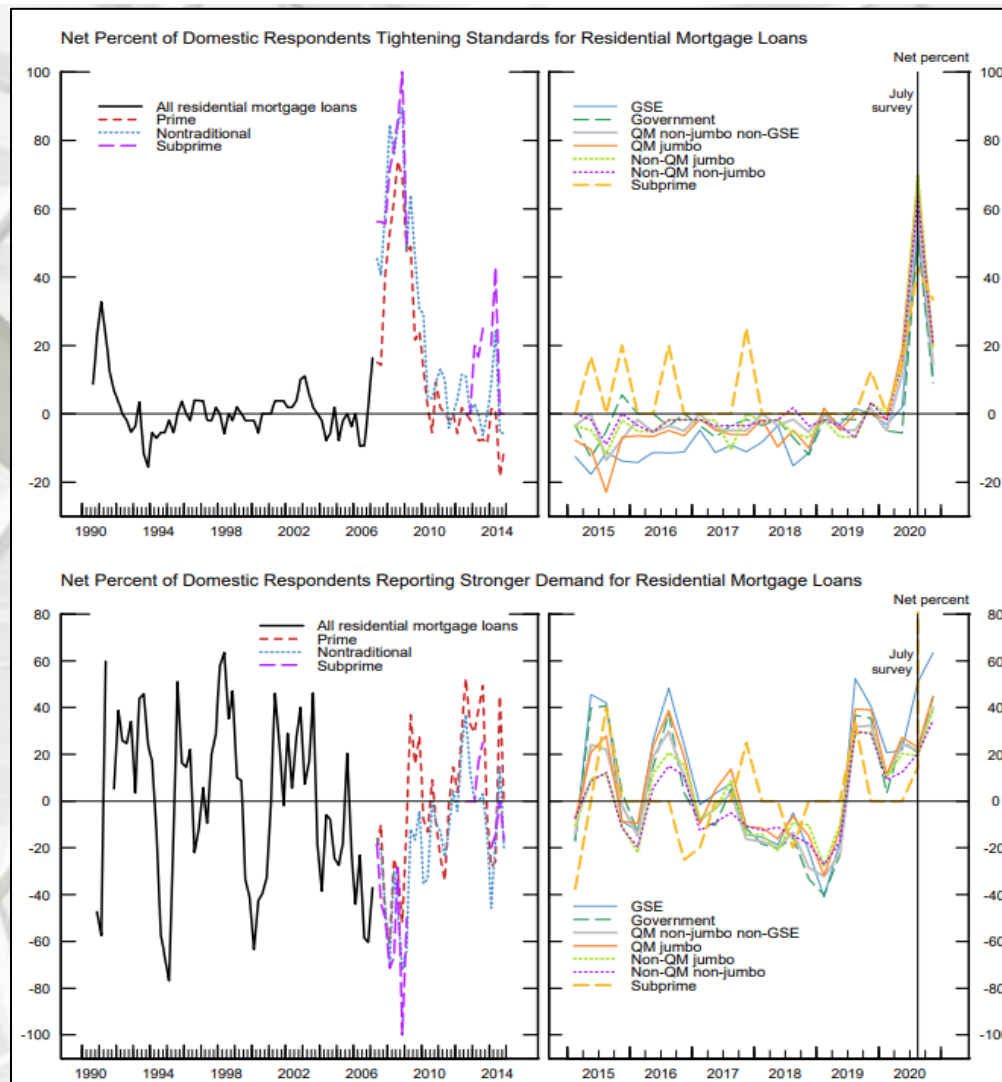 Net Percent of Domestic Respondents Tightening Standards for Residential Mortgage Loans
Net percent
100
80
60
40
20
0
-20
All residential mortgage loans
Prime
Nontraditional
Subprime
1990 1994 1998 2002 2006 2010 2014
July
survey
GSE
Government
QM non-jumbo non-GSE
QM jumbo
Non-QM jumbo
Non-QM non-jumbo
Subprime
100
80
60
40
20
0
-20
2015 2016 2017 2018 2019 2020
Net Percent of Domestic Respondents Reporting Stronger Demand for Residential Mortgage Loans
Net percent
80
60
40
20
0
-20
-40
-60
-80
-100
All residential mortgage loans
Prime
Nontraditional
Subprime
1990 1994 1998 2002 2006 2010 2014
July
survey
GSE
Government
QM non-jumbo non-GSE
QM jumbo
Non-QM jumbo
Non-QM non-jumbo
Subprime
80
60
40
20
0
-20
-40
-60
-80
-100
2015 2016 2017 2018 2019 2020